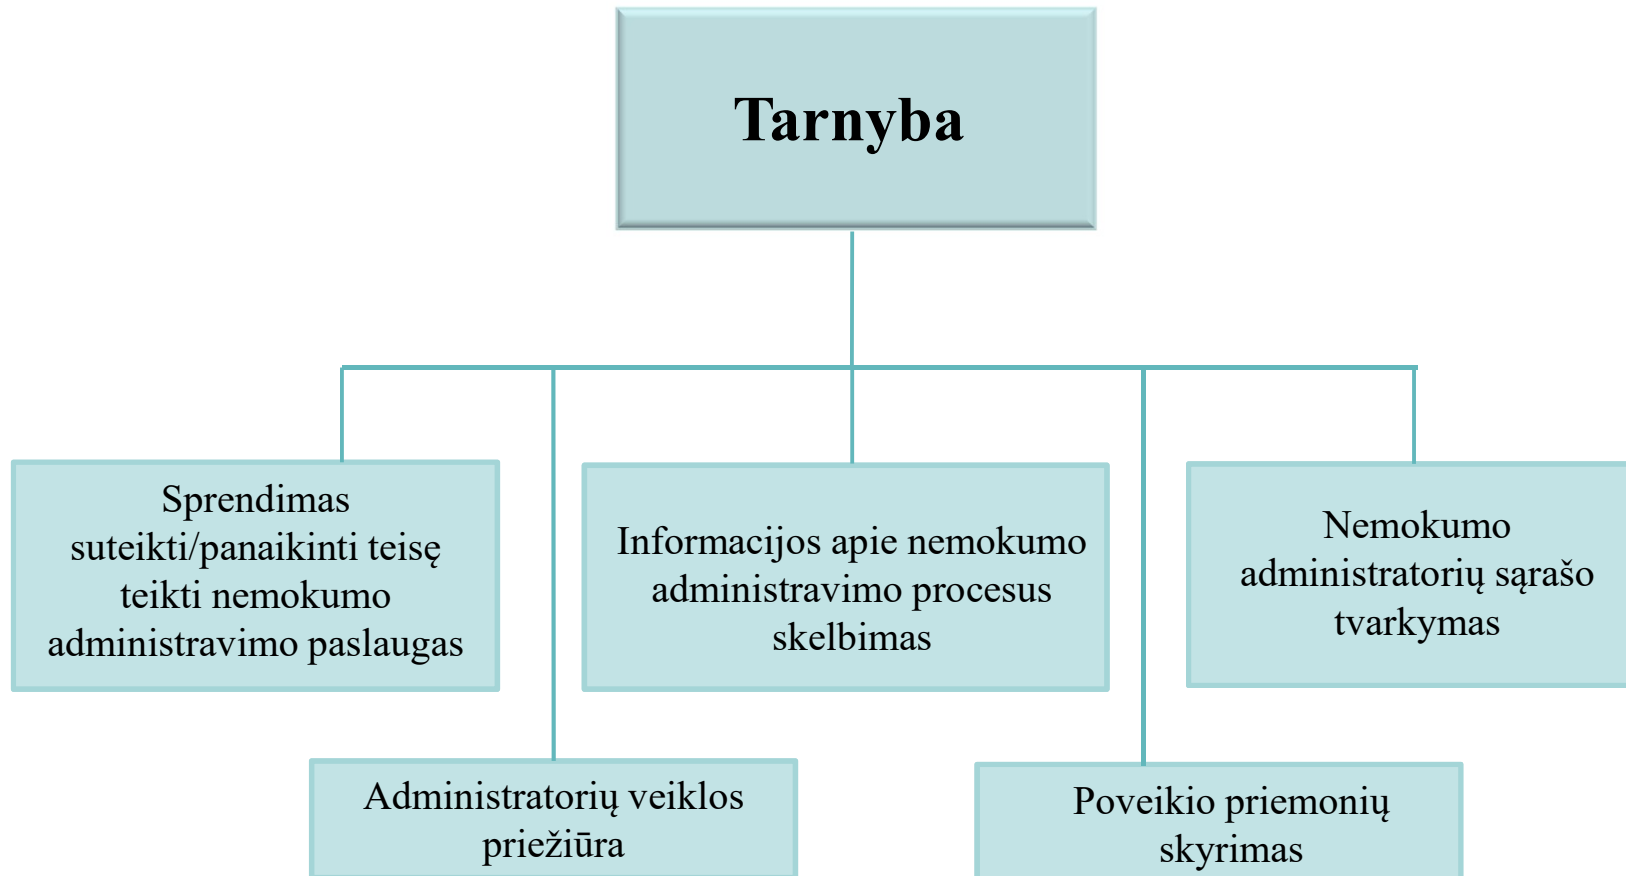 Tarnyba
Sprendimas
suteikti/panaikinti teisę
teikti nemokumo
administravimo paslaugas
Informacijos apie nemokumo
administravimo procesus
skelbimas
Nemokumo
administratorių sąrašo
tvarkymas
Administratorių veiklos
priežiūra
Poveikio priemonių
skyrimas